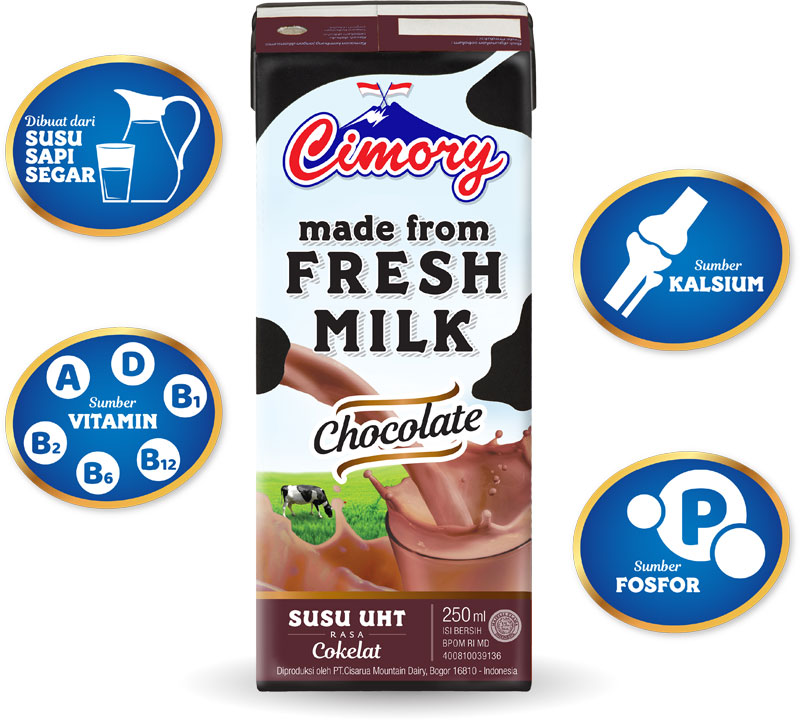 Dibuat dari
SUSU
SAPI
SEGAR
Cimory
made from
FRESH
MILK
Chocolate
SUSU UHT
RASA
Cokelat
250 ml
ISI BERSIH
BPOM RI MD
400810039136
Diproduksi oleh PT.Cisarua Mountain Dairy, Bogor 16810 - Indonesia
Sumber
KALSIUM
A
D
B1
Sumber
VITAMIN
B2
B6
B12
P
Sumber
FOSFOR